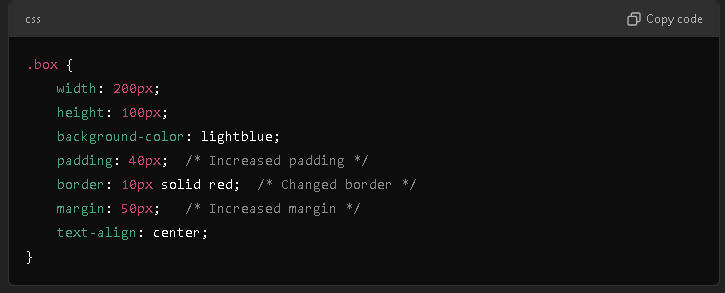 css
Copy code
.box {
    width: 200px;
    height: 100px;
    background-color: lightblue;
    padding: 40px;  /* Increased padding */
    border: 10px solid red;  /* Changed border */
    margin: 50px;   /* Increased margin */
    text-align: center;
}